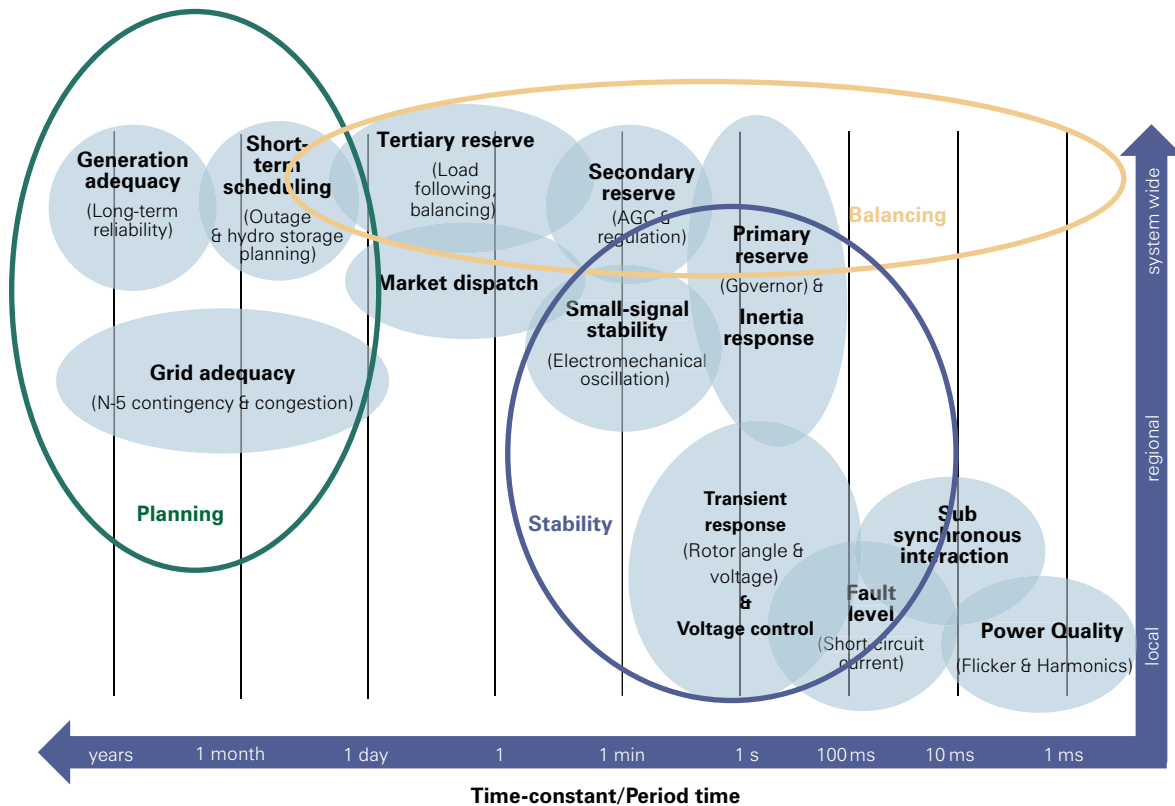 Generation
adequacy
(Long-term
reliability)
Short-
term
scheduling
(Outage
& hydro storage
planning)
Tertiary reserve
(Load
following,
balancing)
Secondary
reserve
(AGC &
regulation)
Balancing
Primary
reserve
(Governor) &
Inertia
response
Market dispatch
Small-signal
stability
(Electromechanical
oscillation)
Grid adequacy
(N-5 contingency & congestion)
Planning
Stability
Transient
response
(Rotor angle &
voltage)
&
Voltage control
Sub
synchronous
interaction
Fault
level
(Short-circuit
current)
Power Quality
(Flicker & Harmonics)
system wide
regional
local
years 1 month 1 day 1 1 min 1 s 100 ms 10 ms 1 ms
Time-constant/Period time